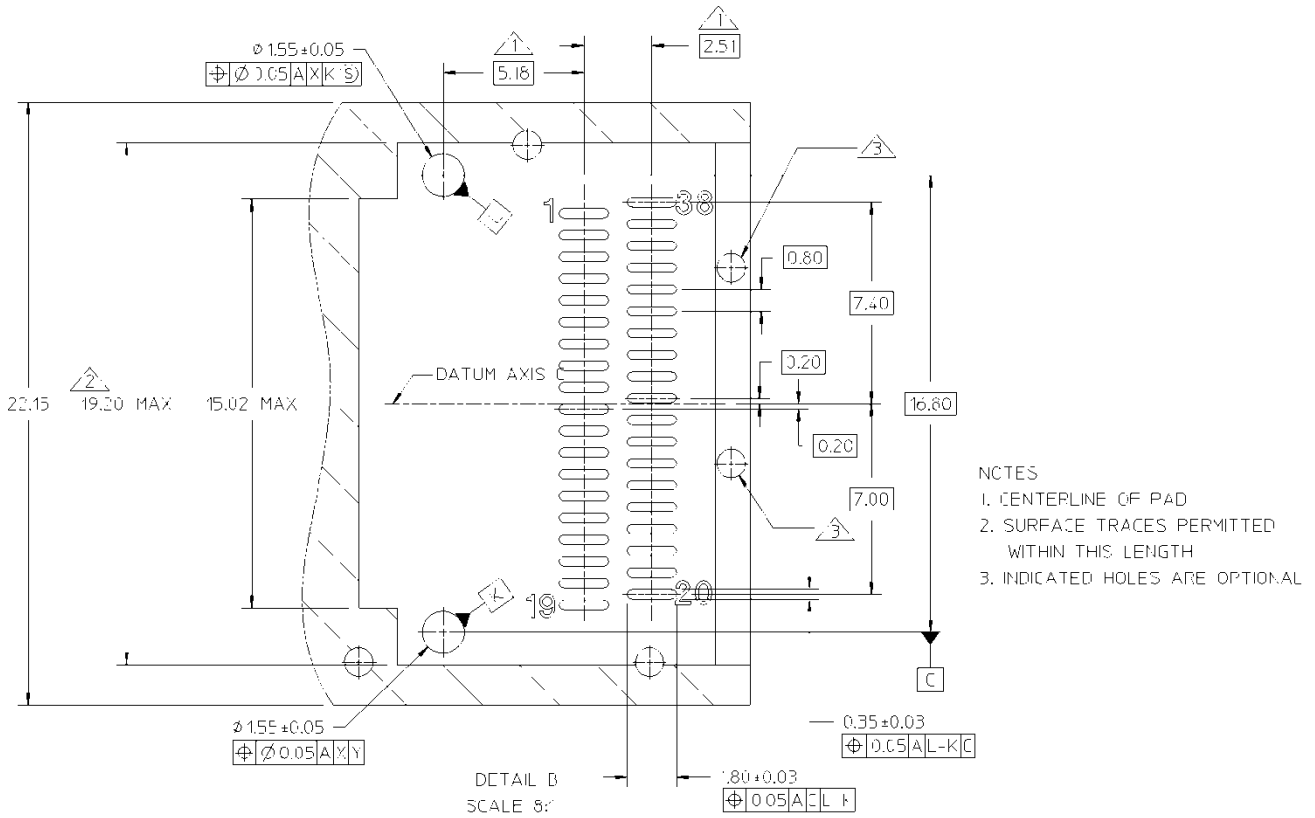 1
2.51
⌀ 1.55±0.05
1
5.18
3
1
38
0.80
7.40
0.20
2
DATUM AXIS C
22.15
19.20 MAX
15.02 MAX
16.80
0.20
7.00
3
19
20
K
C
NOTES
1. CENTERLINE OF PAD
2. SURFACE TRACES PERMITTED
WITHIN THIS LENGTH
3. INDICATED HOLES ARE OPTIONAL
⌀ 1.55 ±0.05
⌖ ⌀ 0.05 A X Y
0.35±0.03
⌖ 0.05 A L-K C
DETAIL B
SCALE
1.80±0.03
⌖ 0.05 A